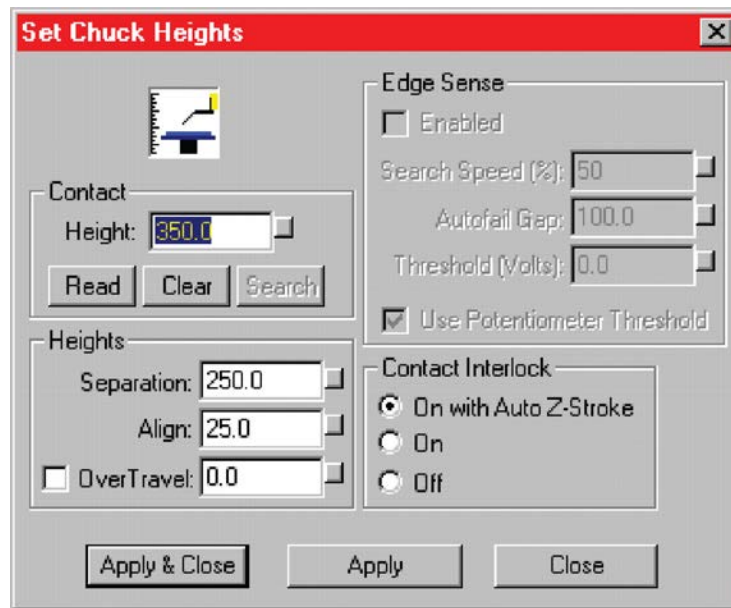 Set Chuck Heights
Contact
Height: 350.0
Read Clear Search
Heights
Separation: 250.0
Align: 25.0
OverTravel: 0.0
Edge Sense
Enabled
Search Speed (%): 50
Autofail Gap: 100.0
Threshold (Volts): 0.0
Use Potentiometer Threshold
Contact Interlock
On with Auto Z-Stroke
On
Off
Apply & Close Apply Close